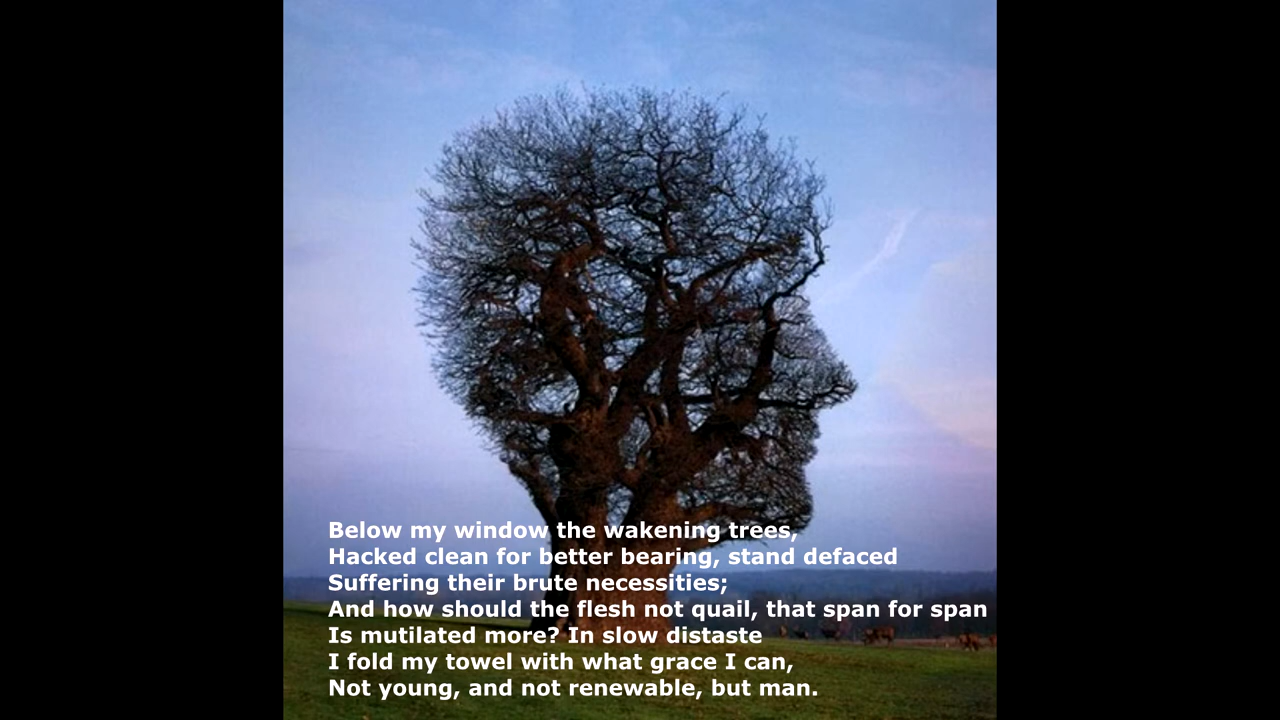 Below my window the wakening trees,
Hacked clean for better bearing, stand defaced
Suffering their brute necessities;
And how should the flesh not quail, that span for span
Is mutilated more? In slow distaste
I fold my towel with what grace I can,
Not young, and not renewable, but man.